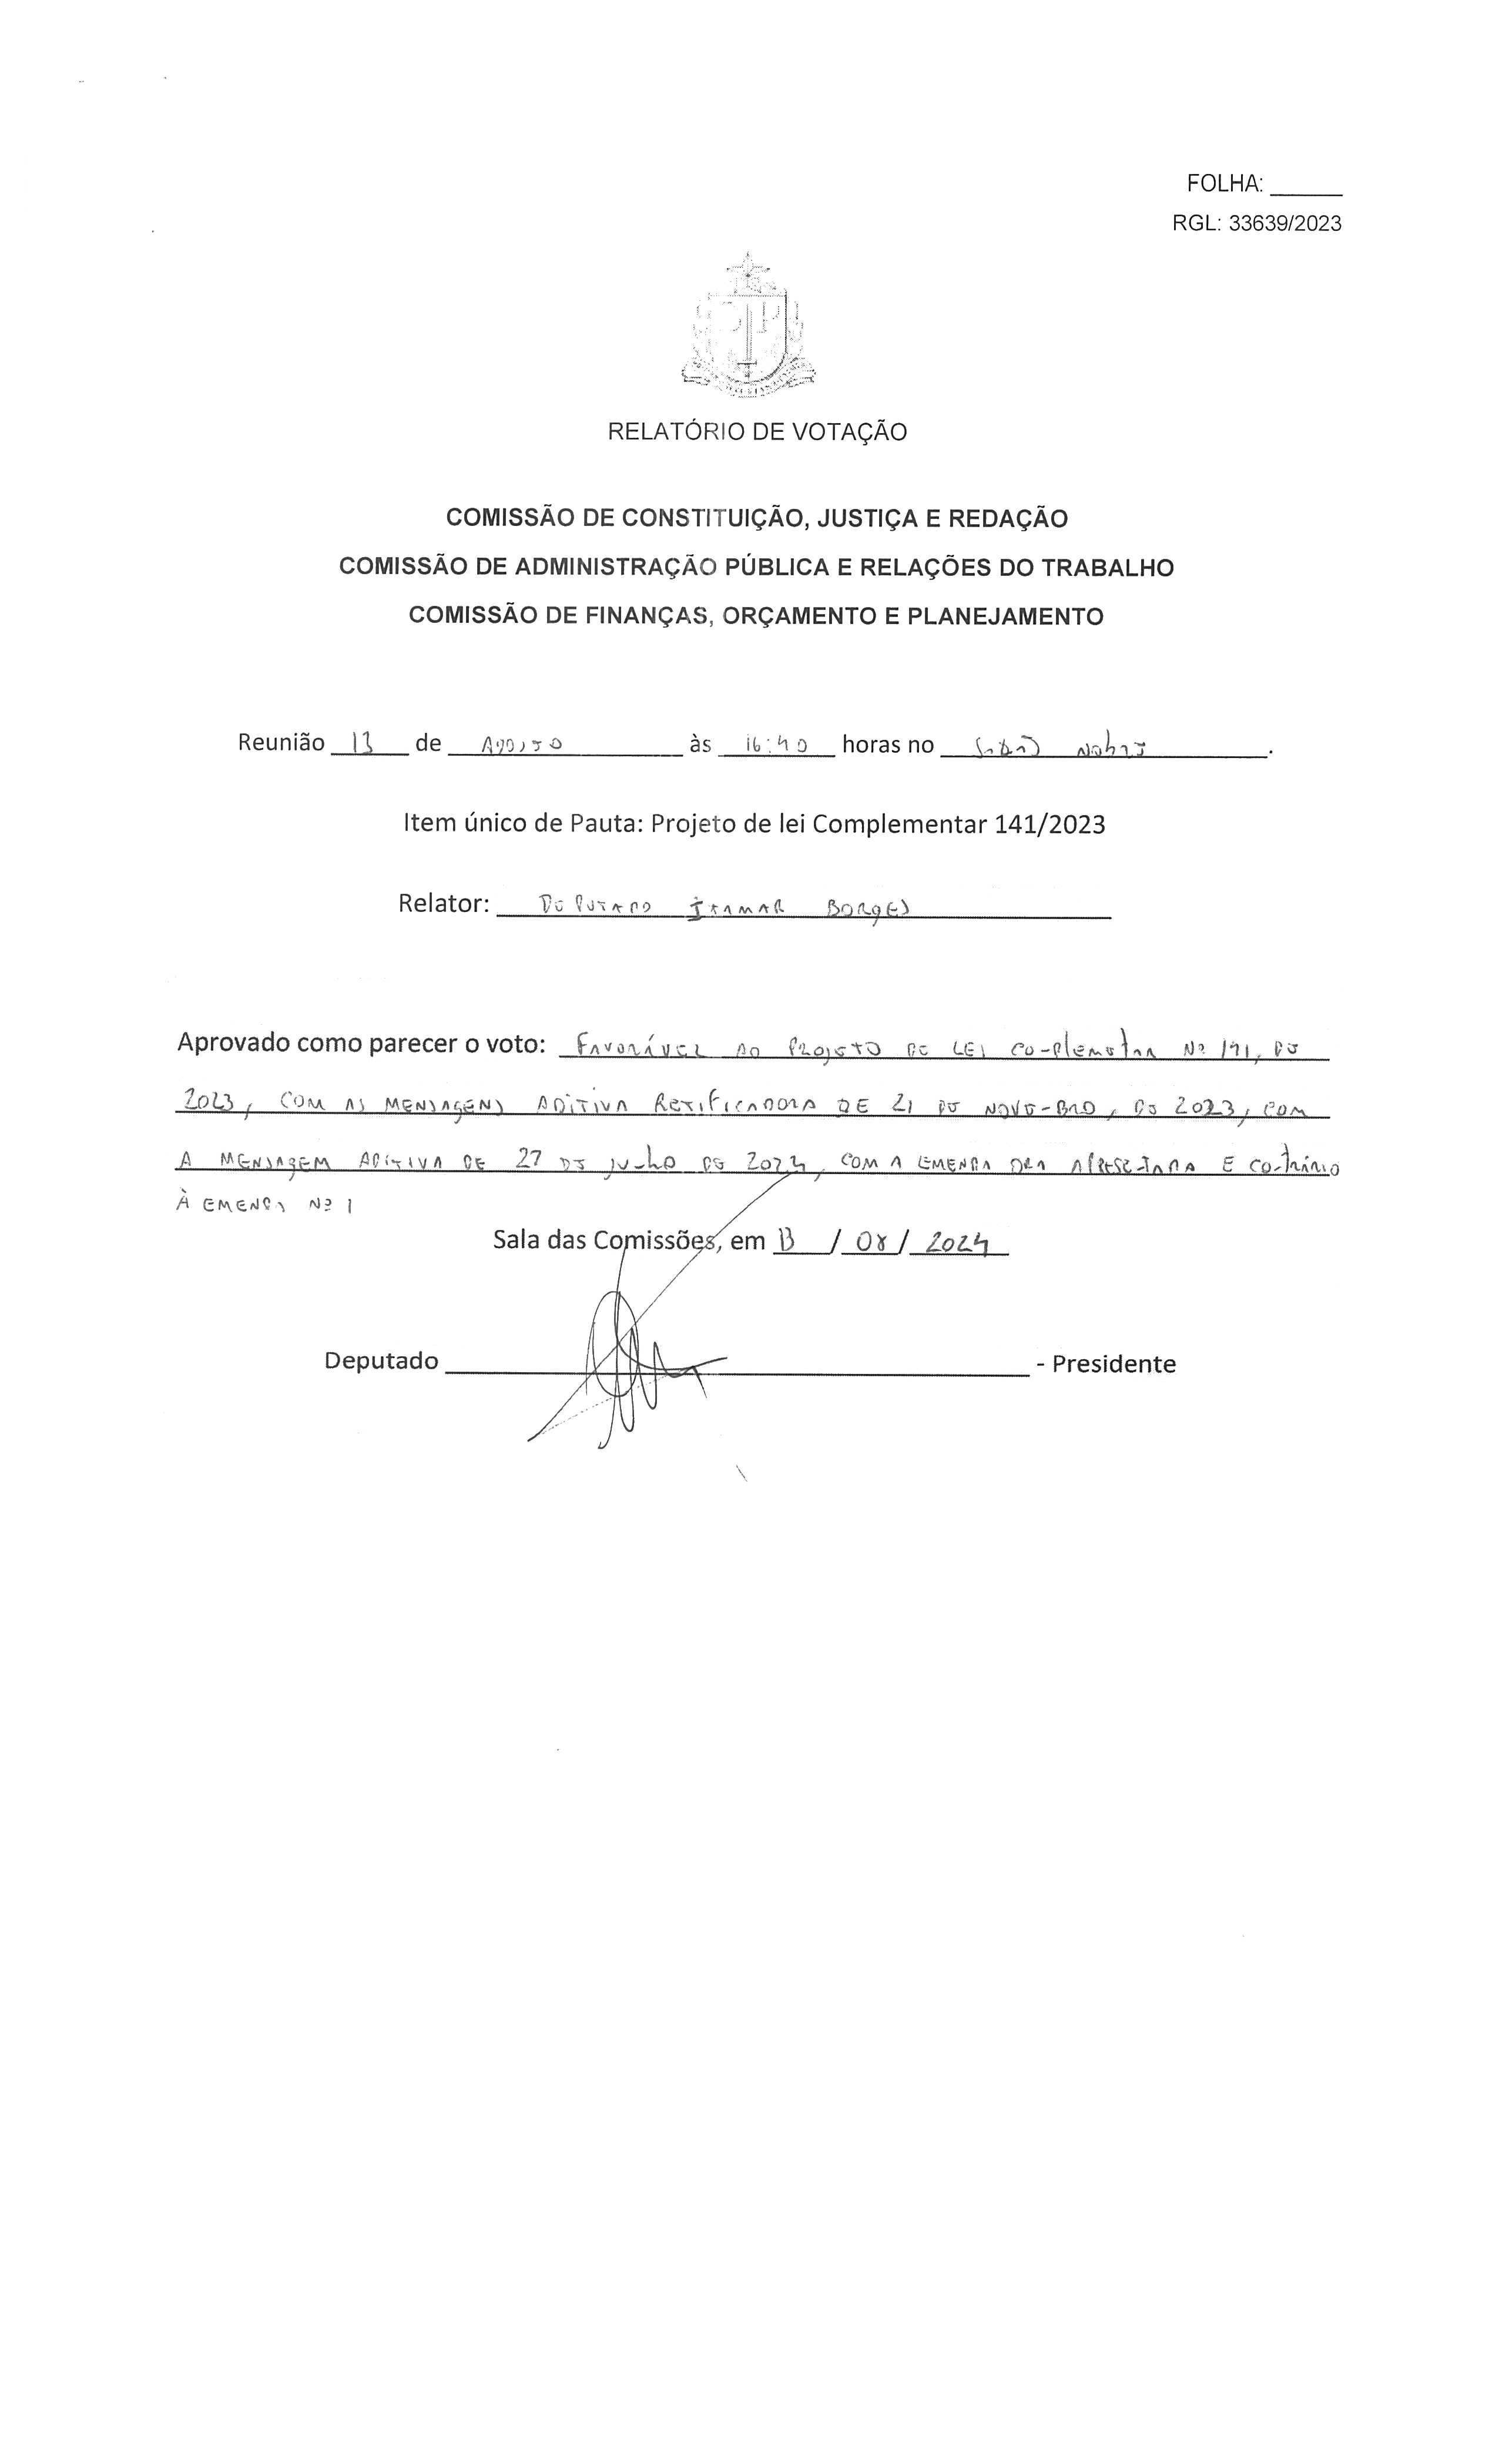 FOLHA: ______
RGL: 33639/2023
RELATÓRIO DE VOTAÇÃO
COMISSÃO DE CONSTITUIÇÃO, JUSTIÇA E REDAÇÃO
COMISSÃO DE ADMINISTRAÇÃO PÚBLICA E RELAÇÕES DO TRABALHO
COMISSÃO DE FINANÇAS, ORÇAMENTO E PLANEJAMENTO
Reunião 13 de AGOSTO às 16:40 horas no SALÃO NOBRE.
Item único de Pauta: Projeto de lei Complementar 141/2023
Relator: DEPUTADO ITAMAR BORGES
Aprovado como parecer o voto: FAVORÁVEL AO PROJETO DE LEI COMPLEMENTAR Nº 141, DE
2023, COM AS MENSAGENS ADITIVA RETIFICADORA DE 21 DE NOVEMBRO, DE 2023, COM
A MENSAGEM ADITIVA DE 27 DE JUNHO DE 2024, COM A EMENDA ORA APRESENTADA E CONTRÁRIO
À EMENDA Nº 1
Sala das Comissões, em 13 / 08 / 2024
Deputado ______ - Presidente